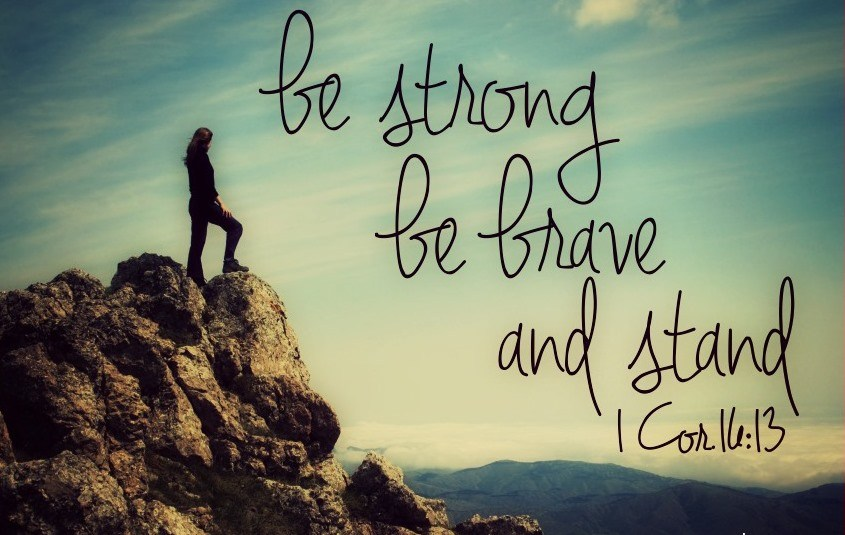 be strong
be brave
and stand
1 Cor.16:13